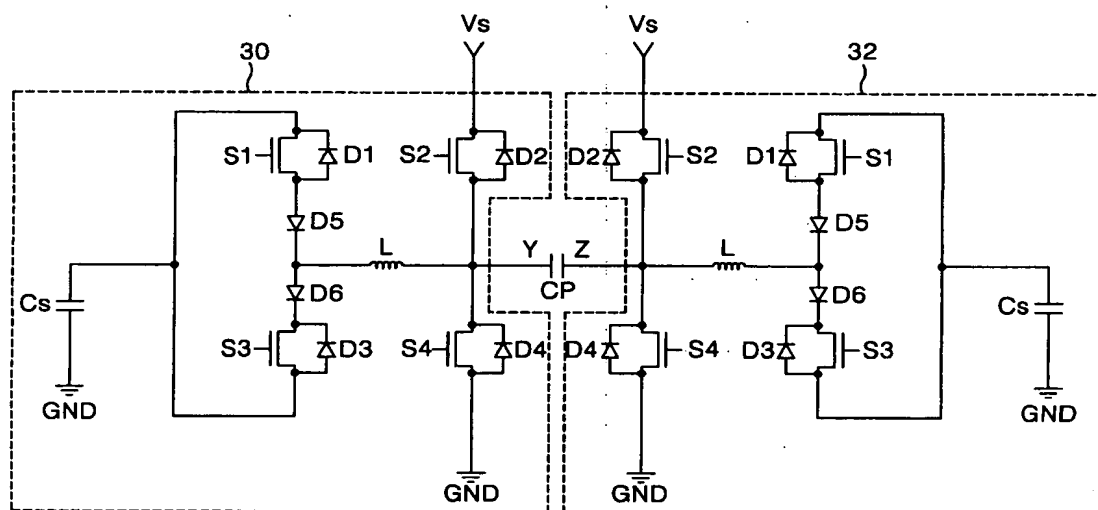 Vs Vs
30 32
S1 D1 S2 D2 D2 S2 D1 S1
D5 D5
L Y Z L
CP
Cs D6 D6 Cs
S3 D3 S4 D4 D4 S4 D3 S3
GND GND
GND GND